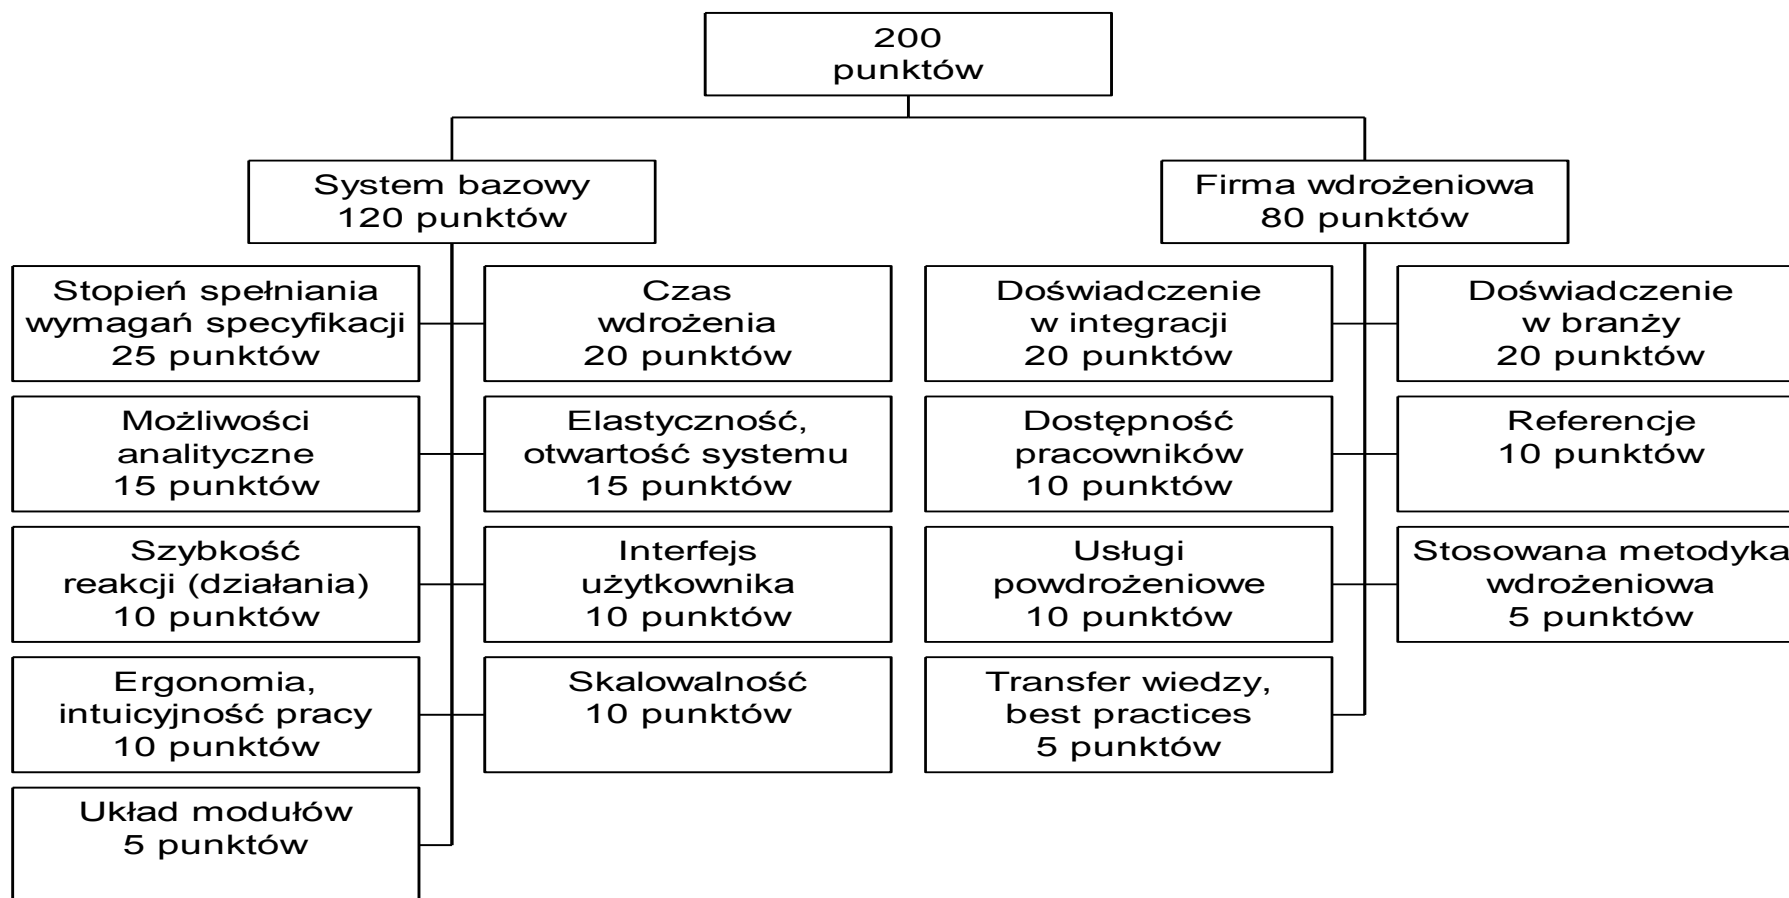 200
punktów
System bazowy
120 punktów
Firma wdrożeniowa
80 punktów
Stopień spełniania
wymagań specyfikacji
25 punktów
Czas
wdrożenia
20 punktów
Doświadczenie
w integracji
20 punktów
Doświadczenie
w branży
20 punktów
Możliwości
analityczne
15 punktów
Elastyczność,
otwartość systemu
15 punktów
Dostępność
pracowników
10 punktów
Referencje
10 punktów
Szybkość
reakcji (działania)
10 punktów
Interfejs
użytkownika
10 punktów
Usługi
powdrożeniowe
10 punktów
Stosowana metodyka
wdrożeniowa
5 punktów
Ergonomia,
intuicyjność pracy
10 punktów
Skalowalność
10 punktów
Transfer wiedzy,
best practices
5 punktów
Układ modułów
5 punktów